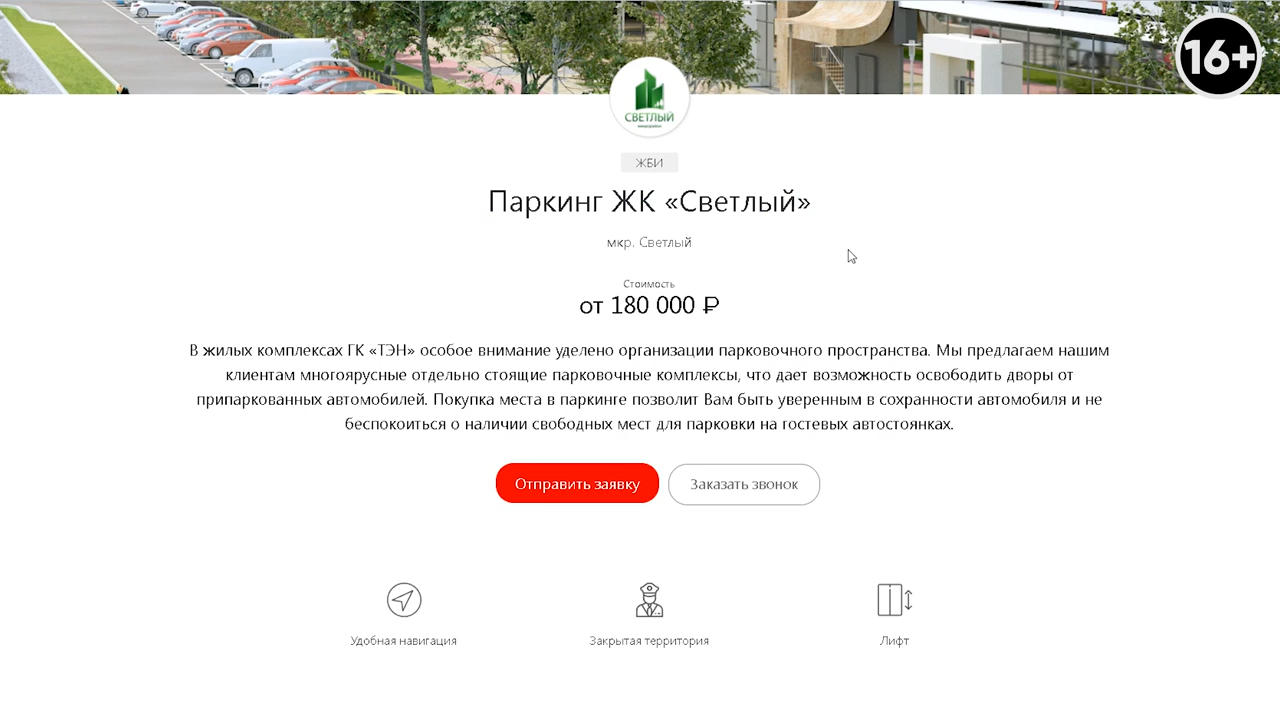 16+
СВЕТЛЫЙ
ЖБИ
Паркинг ЖК «Светлый»
мкр. Светлый
Стоимость
от 180 000 ₽
В жилых комплексах ГК «ТЭН» особое внимание уделено организации парковочного пространства. Мы предлагаем нашим
клиентам многоярусные отдельно стоящие парковочные комплексы, что дает возможность освободить дворы от
припаркованных автомобилей. Покупка места в паркинге позволит Вам быть уверенным в сохранности автомобиля и не
беспокоиться о наличии свободных мест для парковки на гостевых автостоянках.
Отправить заявку
Заказать звонок
Удобная навигация
Закрытая территория
Лифт